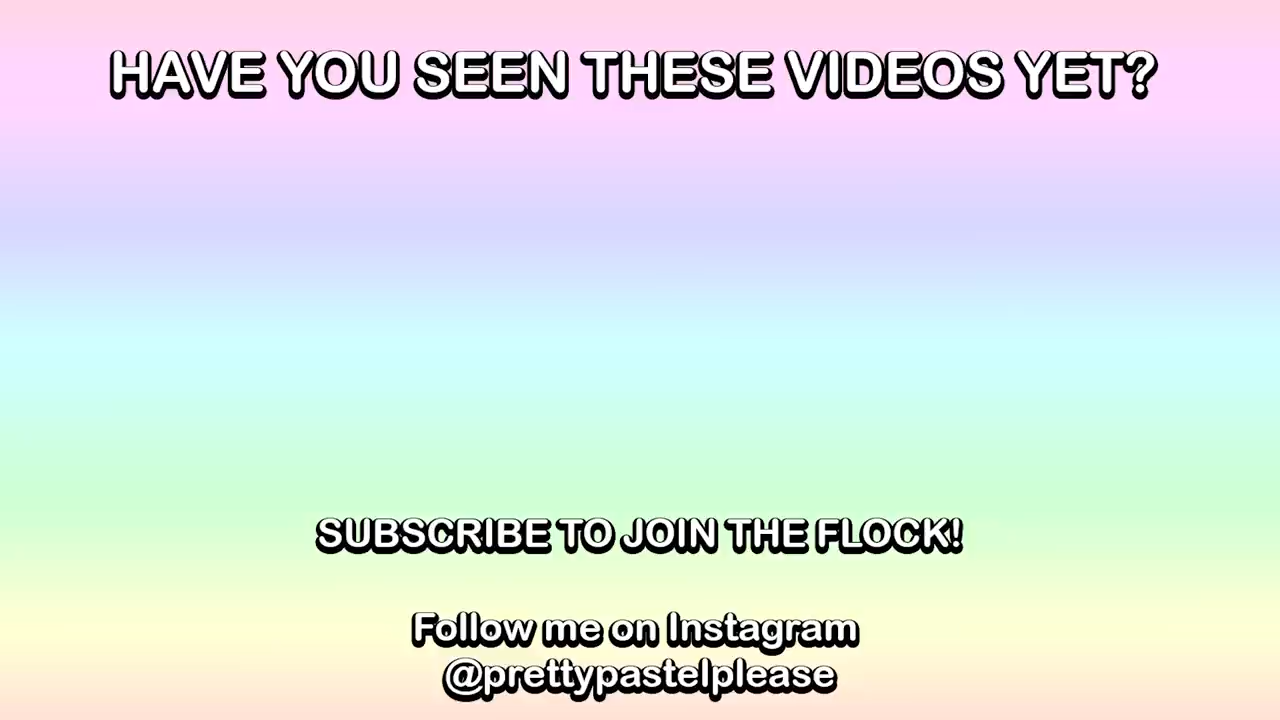 HAVE YOU SEEN THESE VIDEOS YET?
SUBSCRIBE TO JOIN THE FLOCK!
Follow me on Instagram
@prettypastelplease